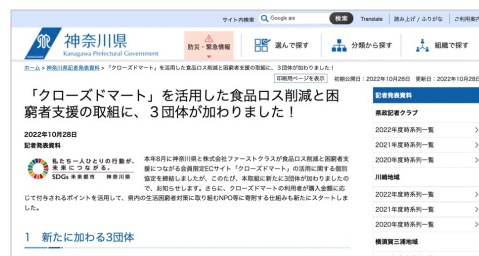 サイト内検索 Google 提供 検索 Translate 読み上げ / ふりがな ご利用案内
神奈川県
Kanagawa Prefectural Government
防災・緊急情報
選んで探す
分類から探す
組織で探す
ホーム > 神奈川県記者発表資料 > 「クローズドマート」を活用した食品ロス削減と困窮者支援の取組に、3団体が加わりました!
印刷用ページを表示 初期公開日:2022年10月28日 更新日:2022年10月28日
「クローズドマート」を活用した食品ロス削減と困
窮者支援の取組に、3団体が加わりました!
2022年10月28日
記者発表資料
私たち一人ひとりの行動が、
未来につながる。
SDGs 未来都市 神奈川県
本年8月に神奈川県と株式会社ファーストクラスが食品ロス削減と困窮者支
援につながる会員限定ECサイト「クローズドマート」の活用に関する個別
協定を締結しましたが、このたび、本取組に新たに3団体が加わりましたの
で、お知らせします。さらに、クローズドマートの利用者が購入金額に応
じて付与されるポイントを活用して、県内の生活困窮者対策に取り組むNPO等に寄附する仕組みも新たにスタートしま
した。
1 新たに加わる3団体
記者発表資料
県政記者クラブ
2022年度時系列一覧
2021年度時系列一覧
2020年度時系列一覧
川崎地域
2022年度時系列一覧
2021年度時系列一覧
2020年度時系列一覧
横須賀三浦地域